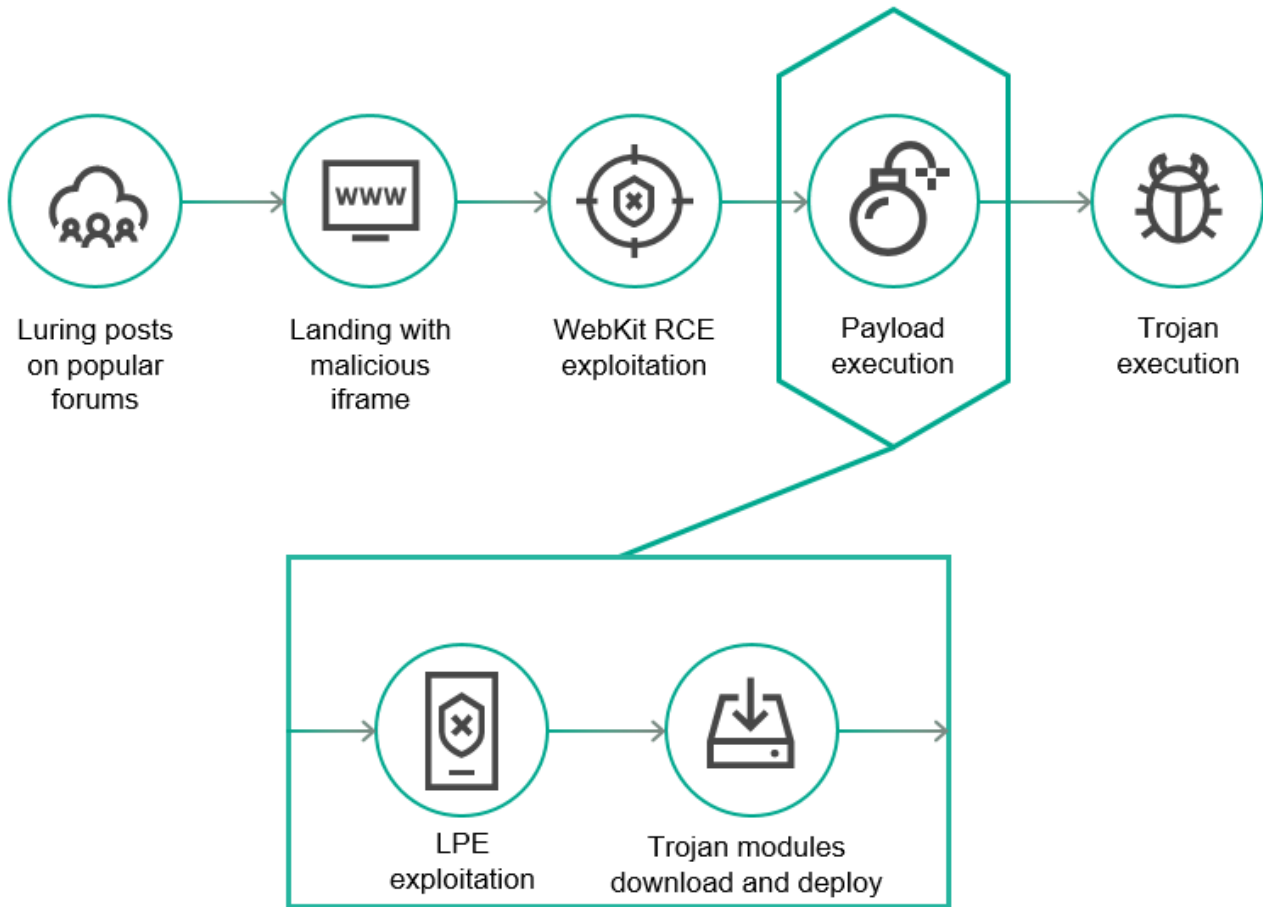 WWW
Luring posts
on popular
forums
Landing with
malicious
iframe
WebKit RCE
exploitation
Payload
execution
Trojan
execution
LPE
exploitation
Trojan modules
download and deploy